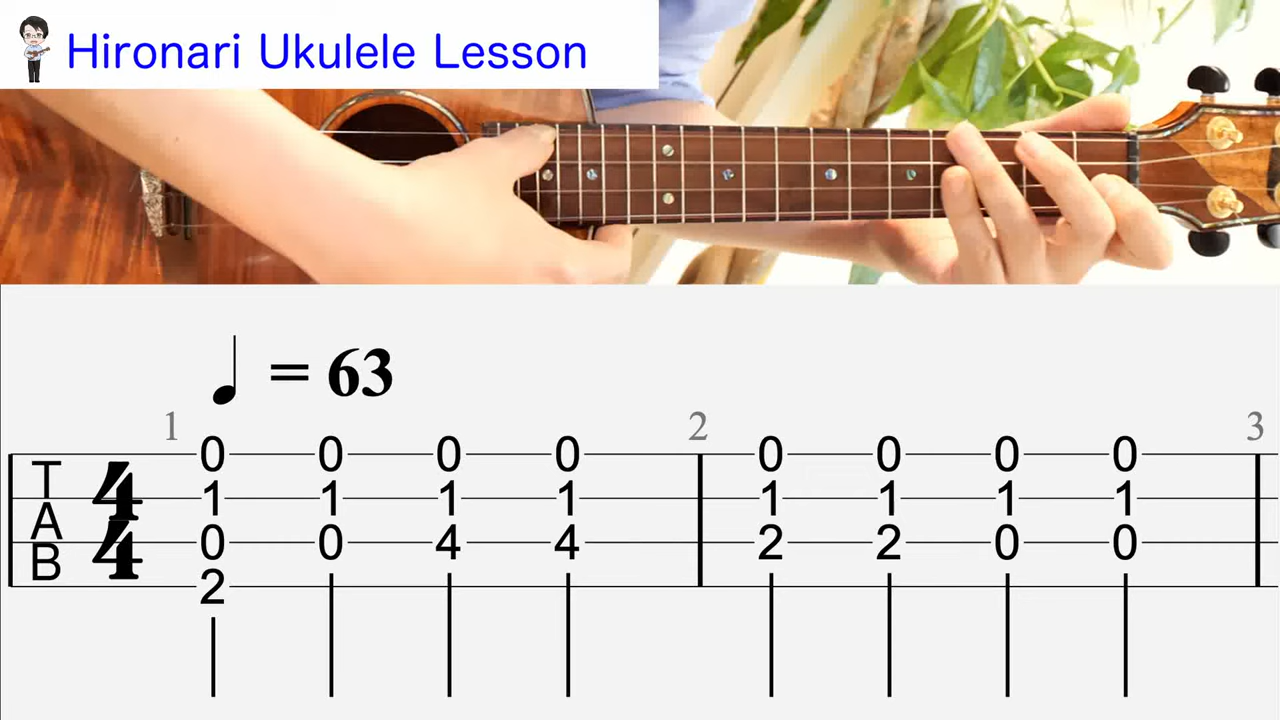 Hironari Ukulele Lesson
♩ = 63
1 2 3
T A B 4 4
0 0 0 0 0 0 0 0
1 1 1 1 1 1 1 1
0 0 4 4 2 2 0 0
2